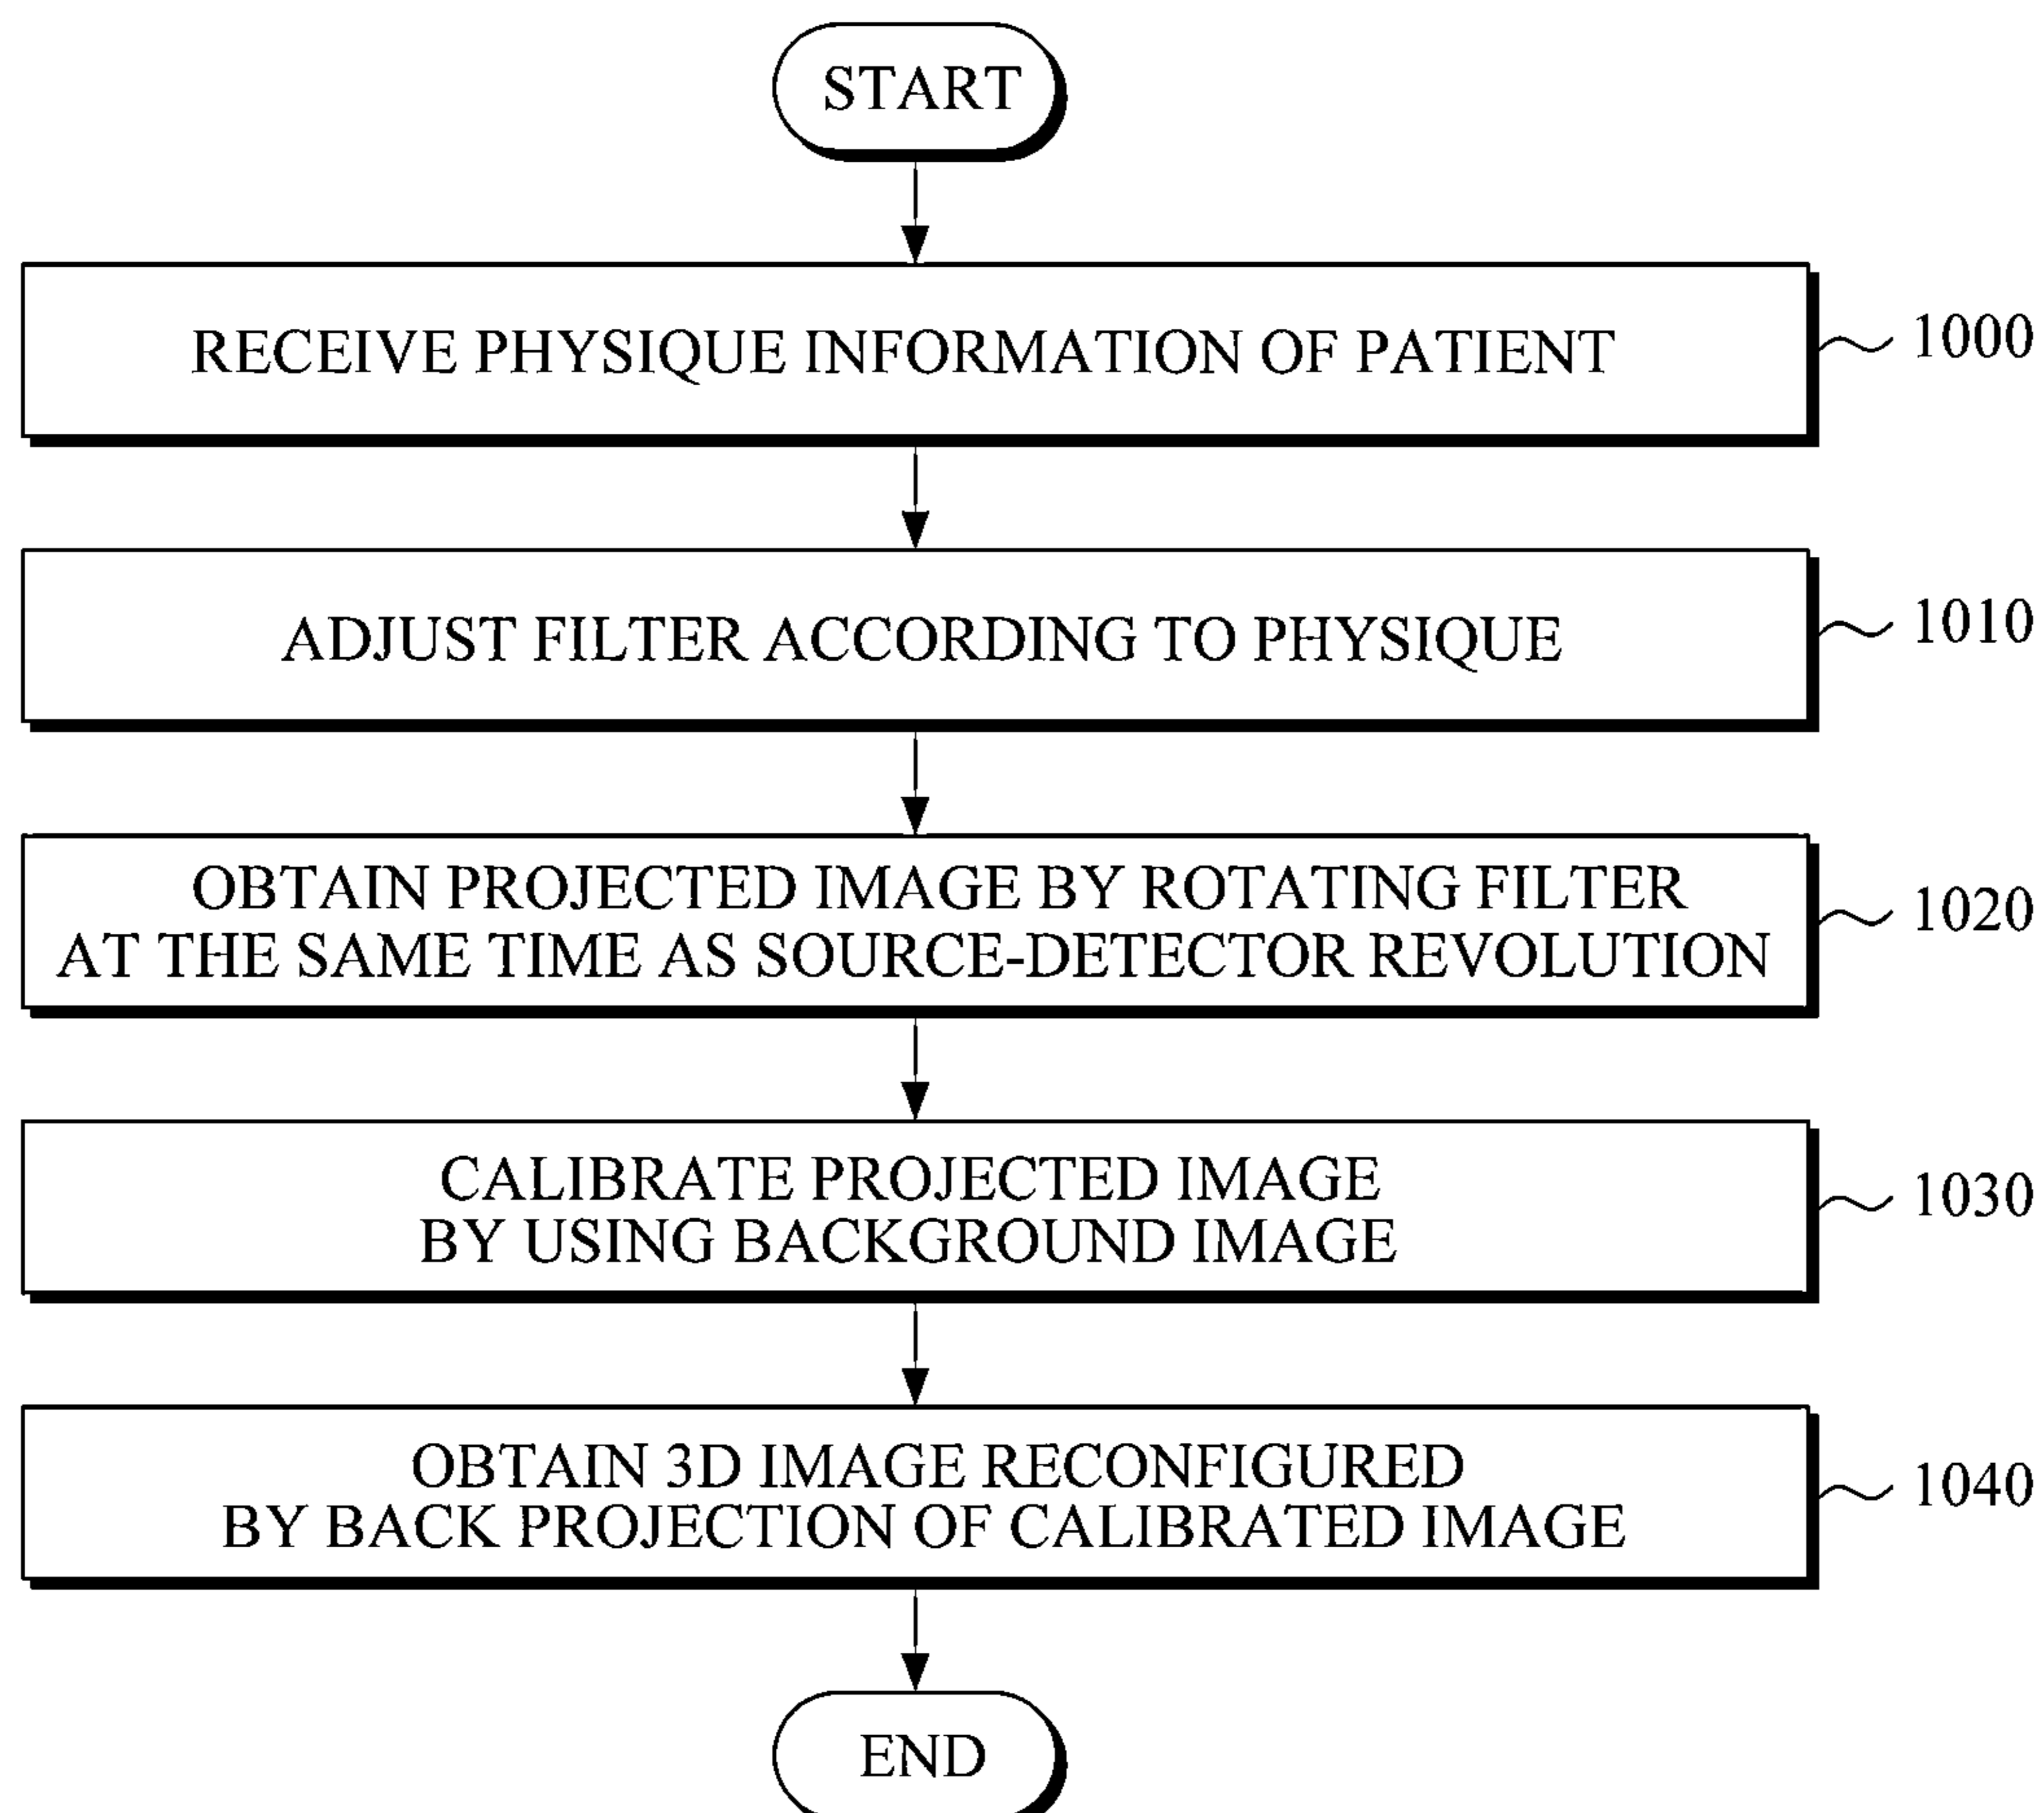 START
RECEIVE PHYSIQUE INFORMATION OF PATIENT
1000
ADJUST FILTER ACCORDING TO PHYSIQUE
1010
OBTAIN PROJECTED IMAGE BY ROTATING FILTER
AT THE SAME TIME AS SOURCE-DETECTOR REVOLUTION
1020
CALIBRATE PROJECTED IMAGE
BY USING BACKGROUND IMAGE
1030
OBTAIN 3D IMAGE RECONFIGURED
BY BACK PROJECTION OF CALIBRATED IMAGE
1040
END